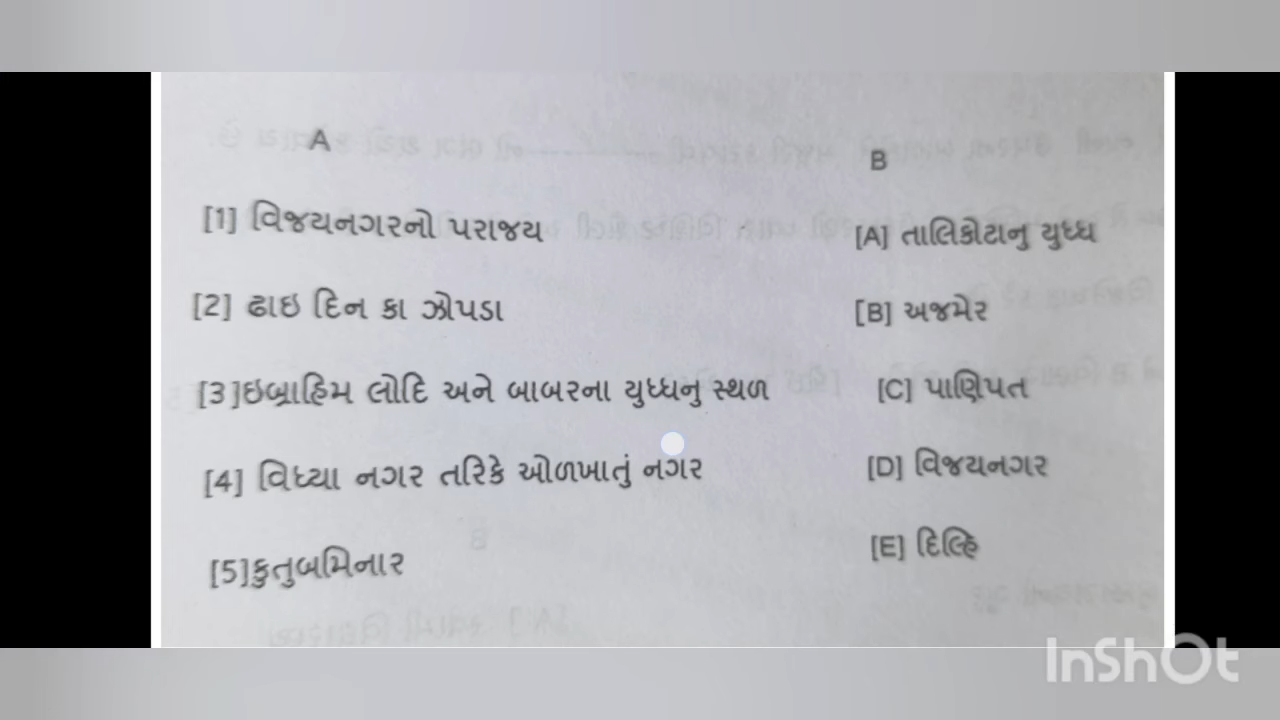 A
B
[1] વિજયનગરનો પરાજય
[A] તાલિકોટાનુ યુધ્ધ
[2] ઢાઇ દિન કા ઝોપડા
[B] અજમેર
[3]ઇબ્રાહિમ લોદિ અને બાબરના યુધ્ધનુ સ્થળ
[C] પાણિપત
[4] વિધ્યા નગર તરિકે ઓળખાતું નગર
[D] વિજયનગર
[5]કુતુબમિનાર
[E] દિલ્હિ
InShOt